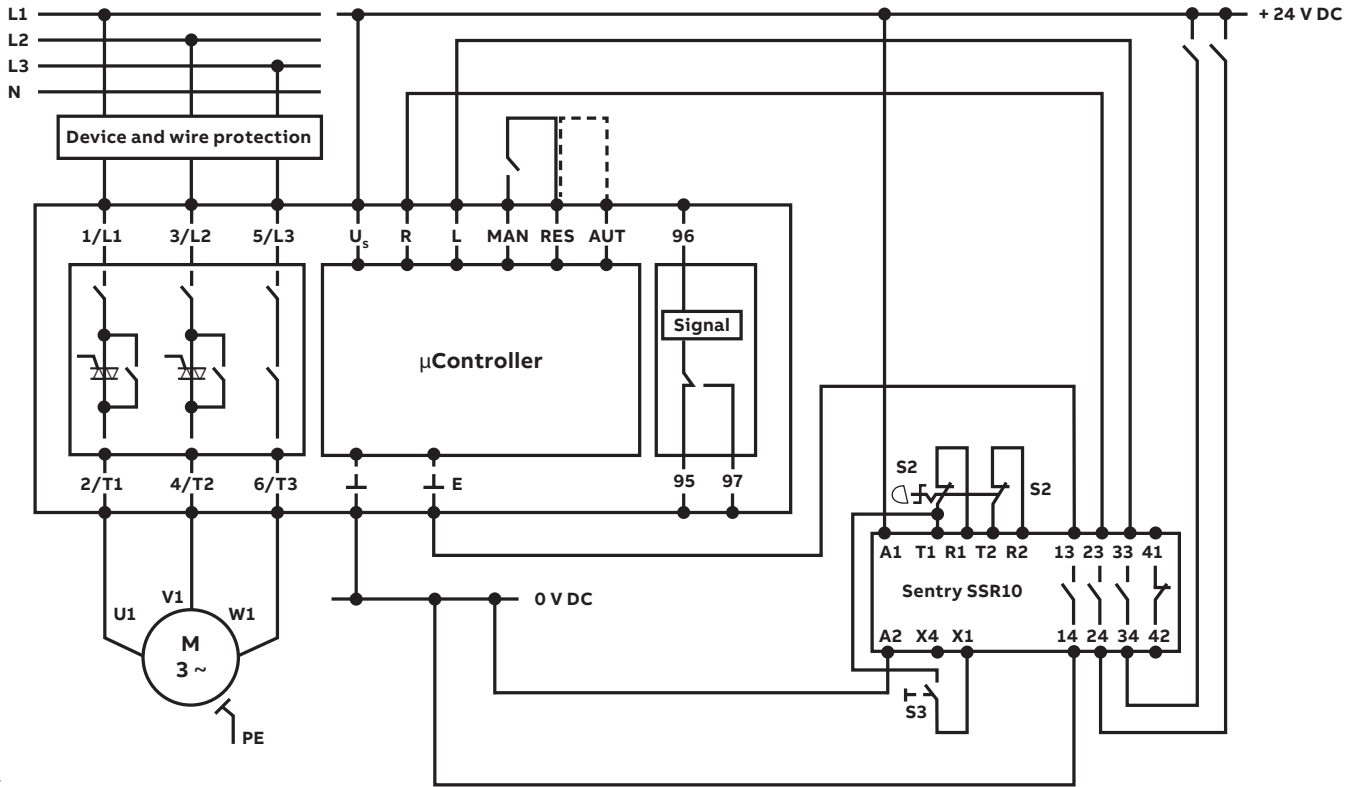 L1
+ 24 V DC
L2
L3
N
Device and wire protection
1/L1 3/L2 5/L3 Us R L MAN RES AUT 96
Signal
µController
2/T1 4/T2 6/T3 E 95 97
S2
S2
A1 T1 R1 T2 R2 13 23 33 41
Sentry SSR10
A2 X4 X1 14 24 34 42
0 V DC
U1 V1 W1
M
3 ~
S3
PE